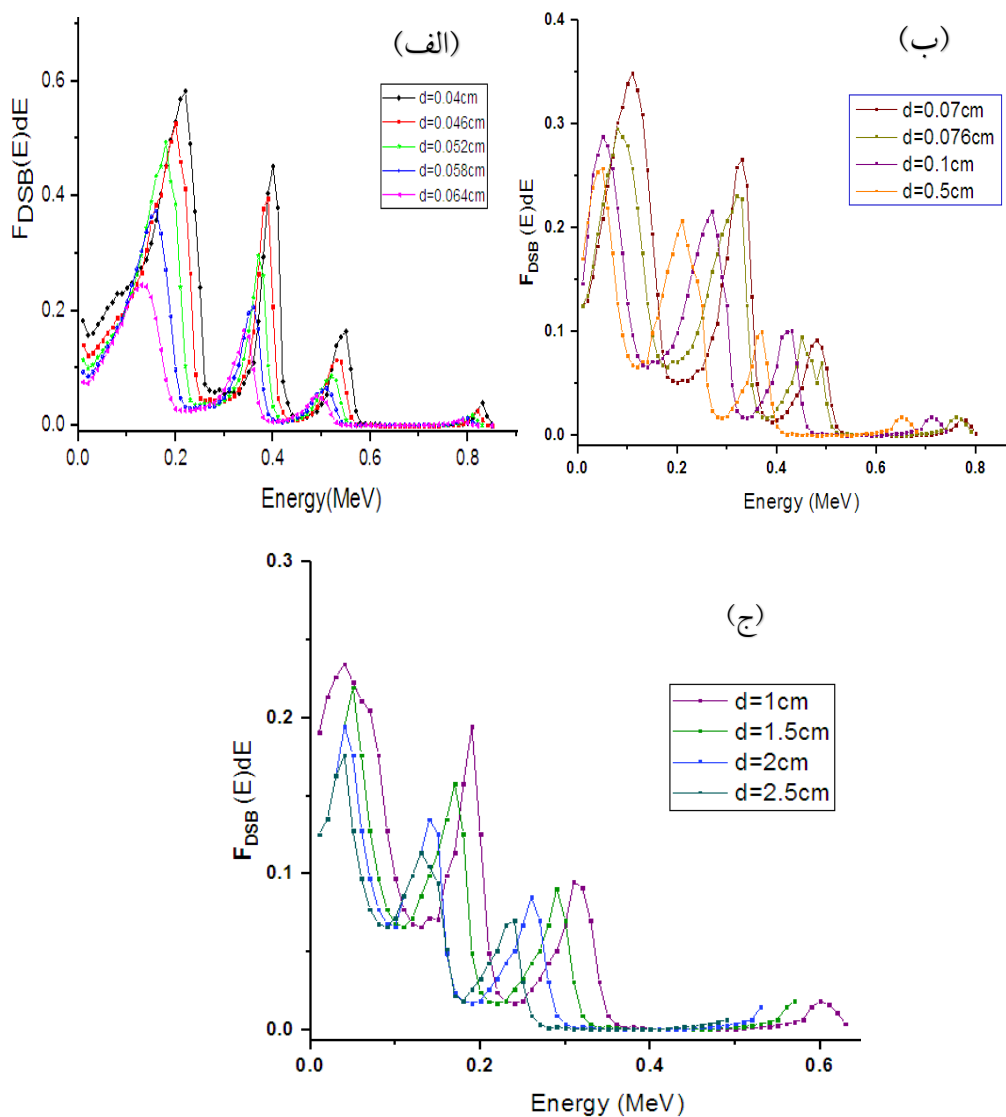 (الف)
0.6
0.4
0.2
0.0
F DSB(E)dE
d=0.04cm
d=0.046cm
d=0.052cm
d=0.058cm
d=0.064cm
0.0 0.2 0.4 0.6 0.8
Energy(MeV)
(ب)
0.4
0.3
0.2
0.1
0.0
FDSB (E)dE
d=0.07cm
d=0.076cm
d=0.1cm
d=0.5cm
0.0 0.2 0.4 0.6 0.8
Energy (MeV)
(ج)
0.3
0.2
0.1
0.0
FDSB (E)dE
d=1cm
d=1.5cm
d=2cm
d=2.5cm
0.0 0.2 0.4 0.6
Energy (MeV)